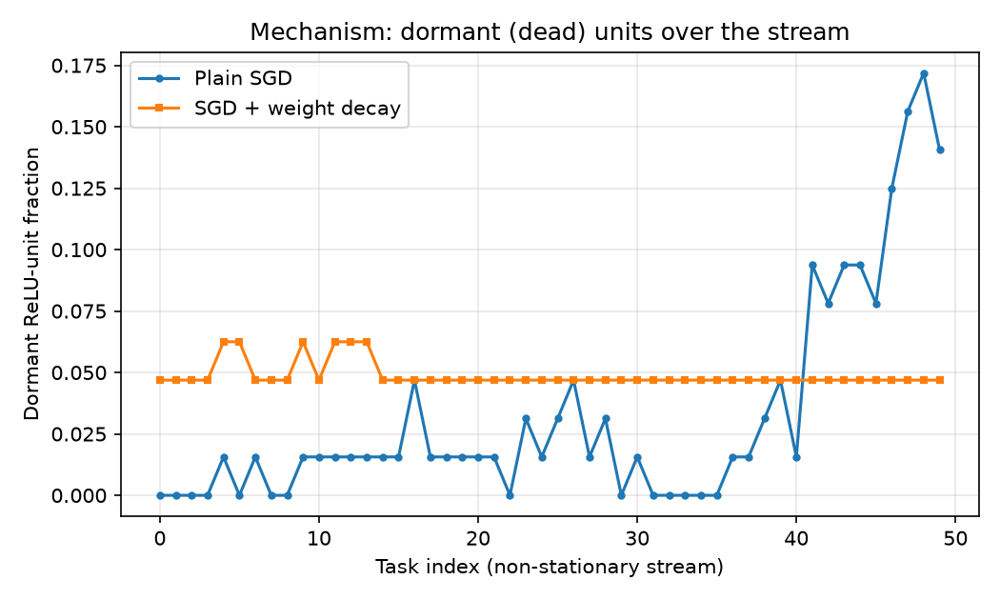 Mechanism: dormant (dead) units over the stream
Plain SGD
SGD + weight decay
Dormant ReLU-unit fraction
0.175
0.150
0.125
0.100
0.075
0.050
0.025
0.000
0 10 20 30 40 50
Task index (non-stationary stream)